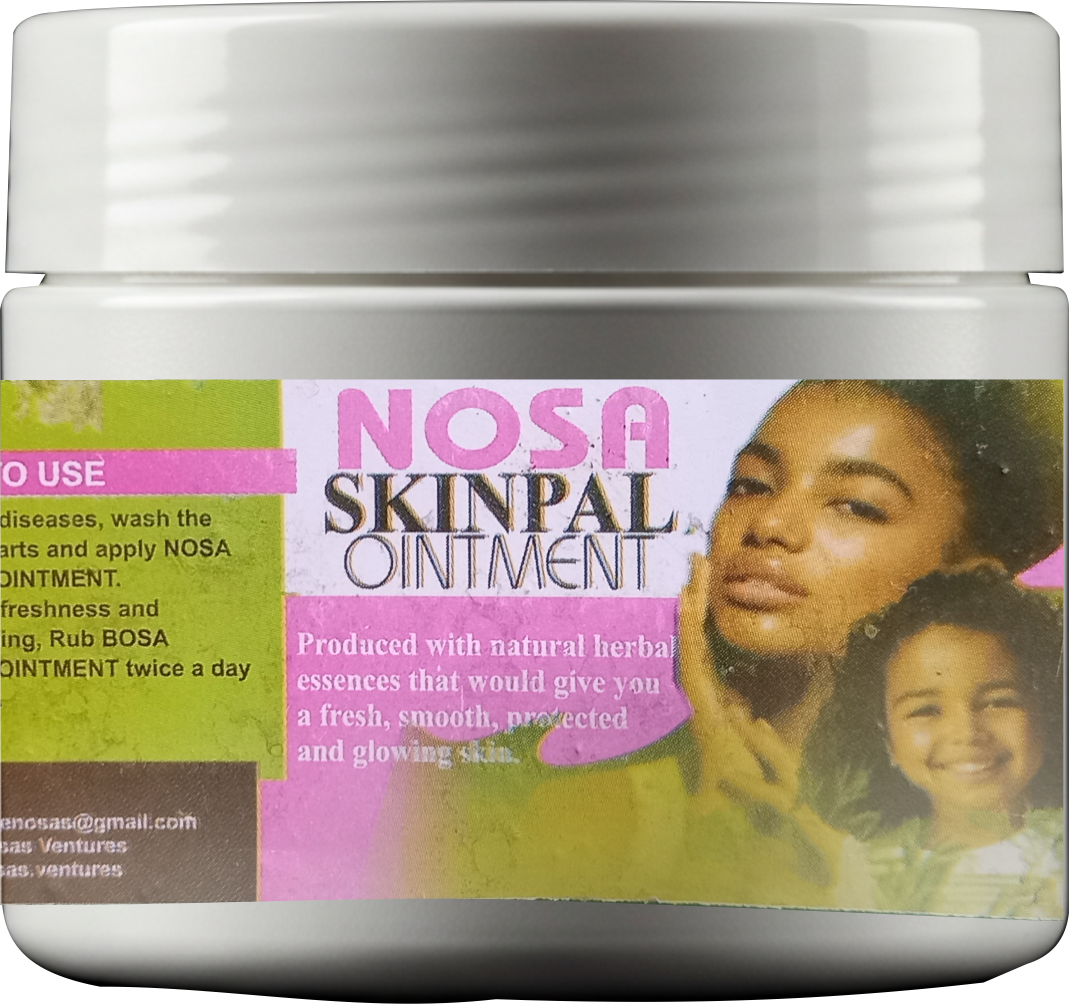 TO USE
diseases, wash the
arts and apply NOSA
OINTMENT.
freshness and
ing, Rub BOSA
OINTMENT twice a day
enosas@gmail.com
sas Ventures
sas.ventures
NOSA
SKINPAL
OINTMENT
Produced with natural herbal
essences that would give you
a fresh, smooth, protected
and glowing skin.